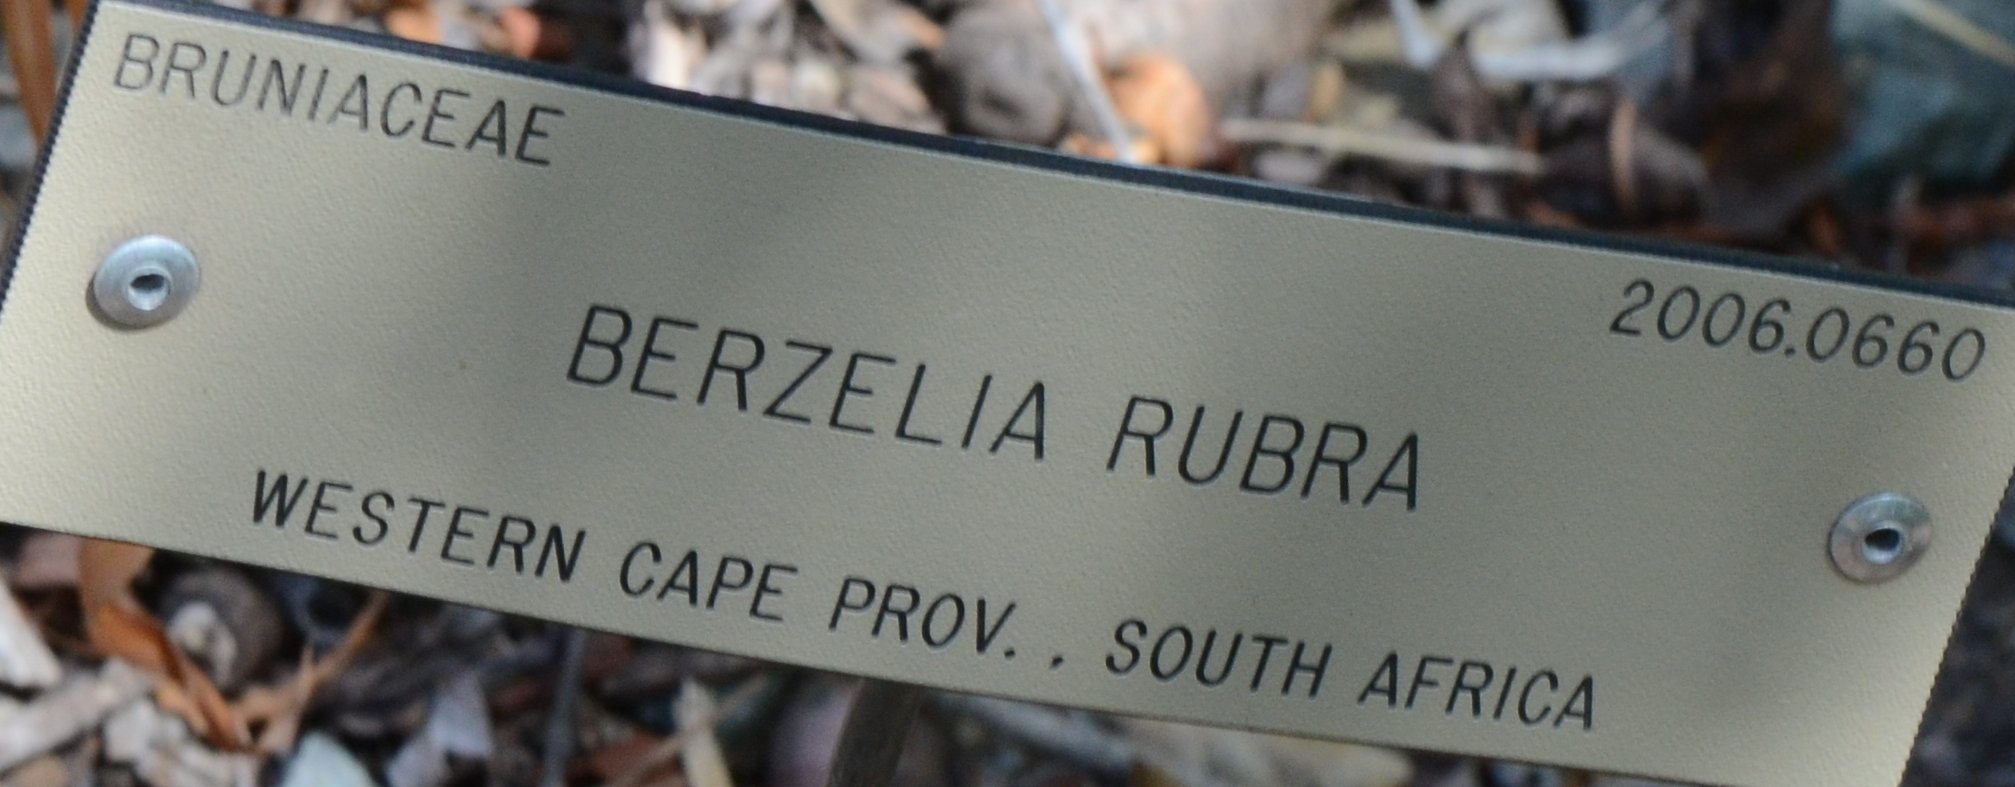 BRUNIACEAE
2006.0660
BERZELIA RUBRA
WESTERN CAPE PROV. . SOUTH AFRICA